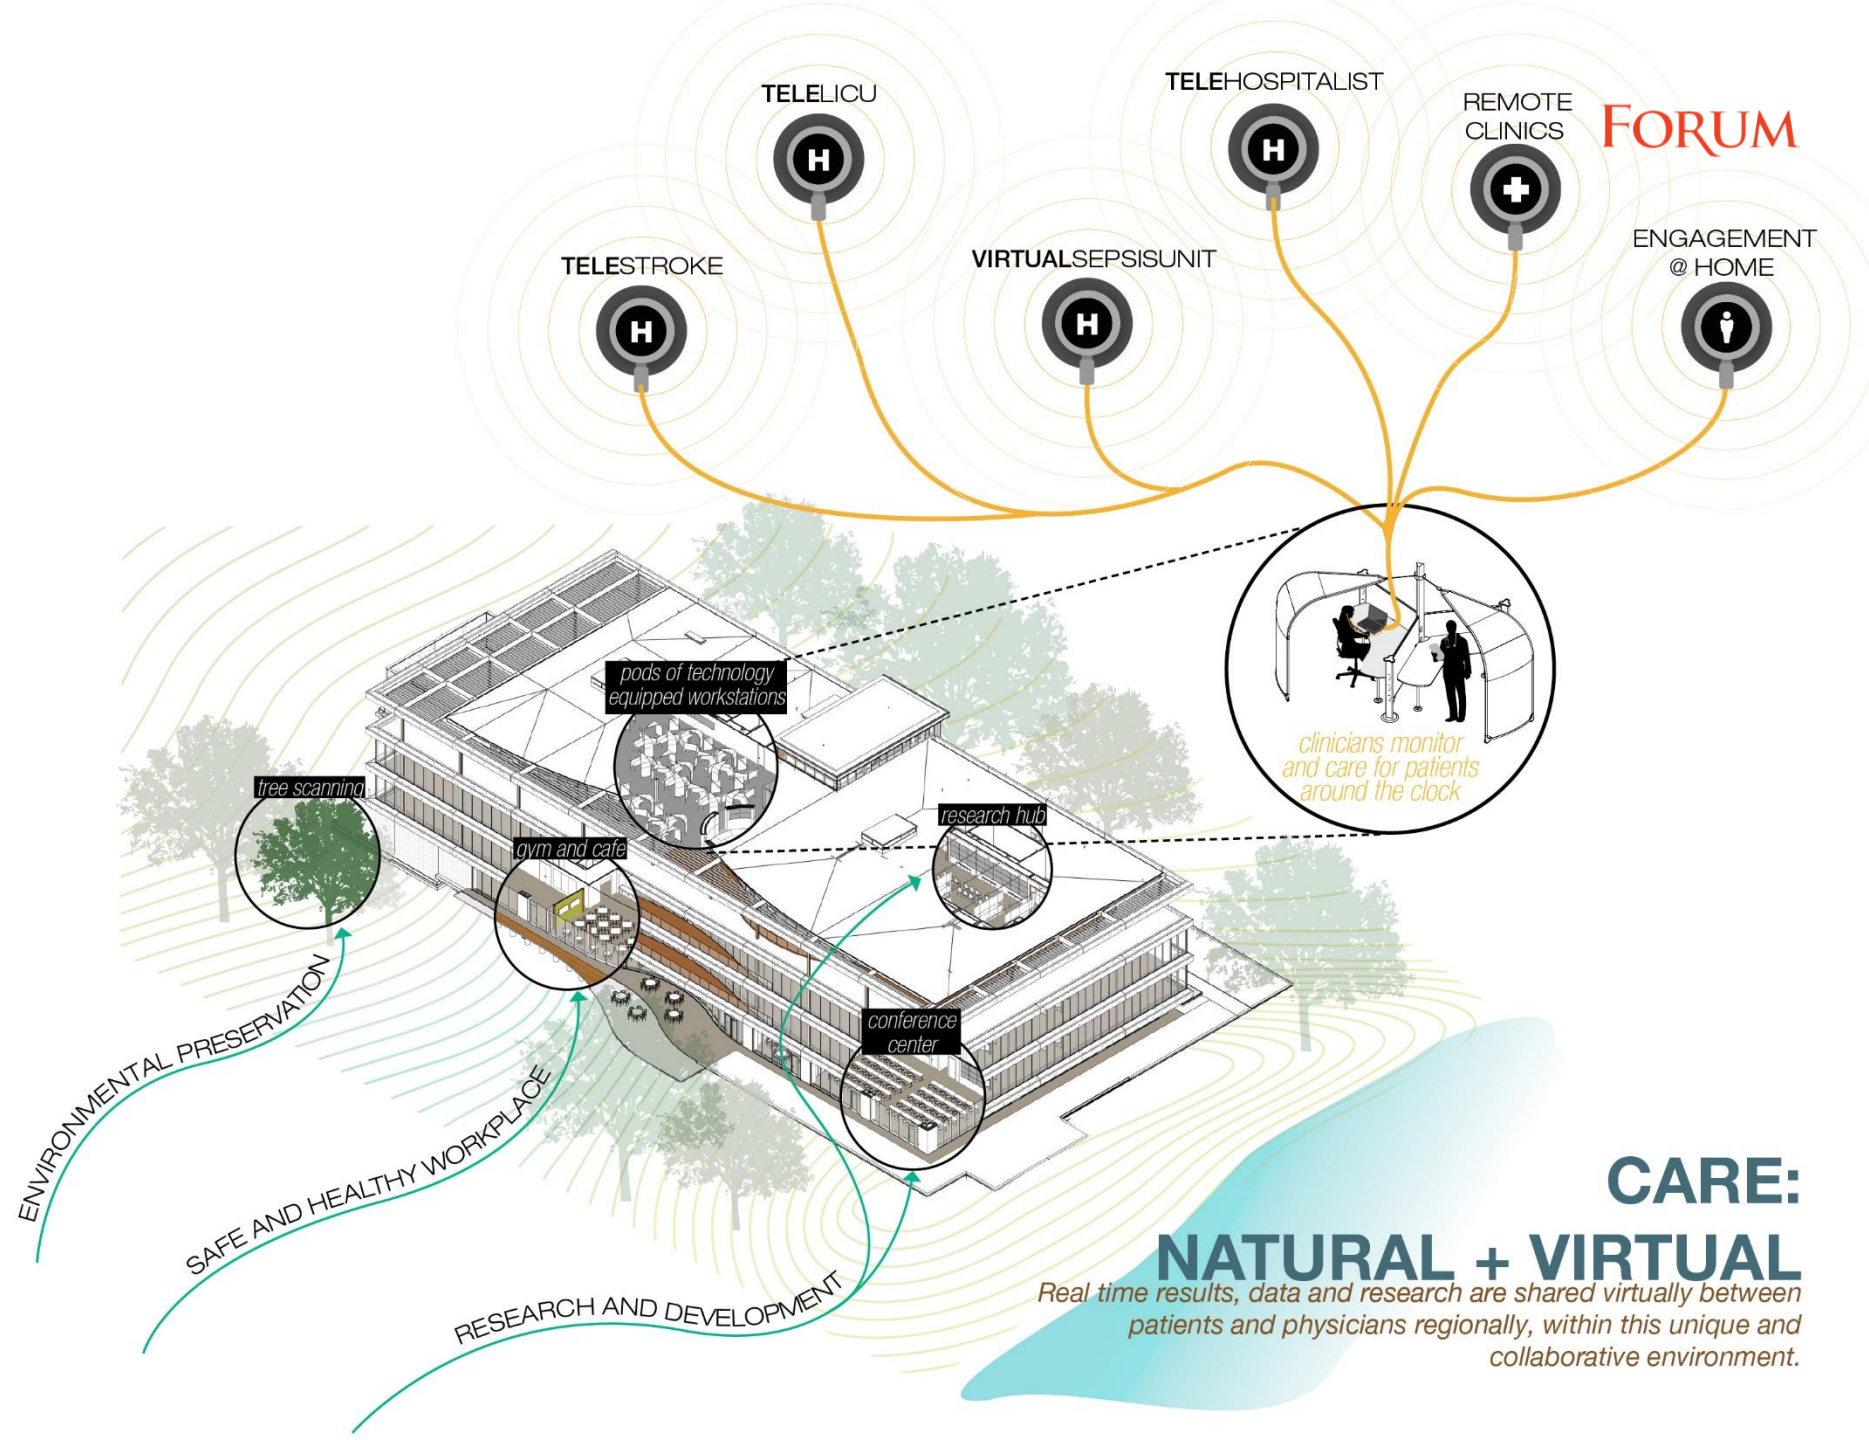 TELELICU
TELEHOSPITALIST
REMOTE
CLINICS
FORUM
TELESTROKE
VIRTUALSEPSISUNIT
ENGAGEMENT
@ HOME
H
H
H
H
pods of technology
equipped workstations
clinicians monitor
and care for patients
around the clock
tree scanning
gym and cafe
research hub
conference
center
ENVIRONMENTAL PRESERVATION
SAFE AND HEALTHY WORKPLACE
RESEARCH AND DEVELOPMENT
CARE:
NATURAL + VIRTUAL
Real time results, data and research are shared virtually between
patients and physicians regionally, within this unique and
collaborative environment.